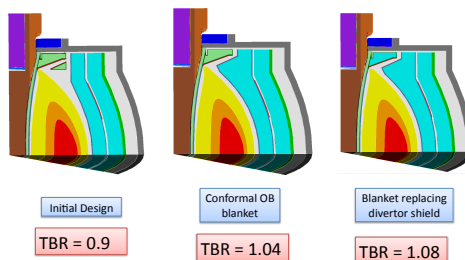 Initial Design
Conformal OB
blanket
Blanket replacing
divertor shield
TBR = 0.9
TBR = 1.04
TBR = 1.08